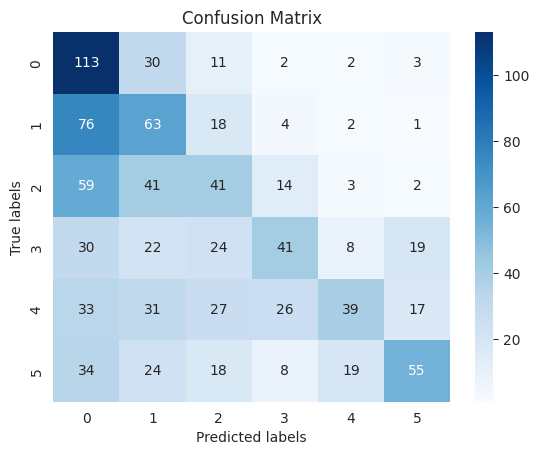 Confusion Matrix
0 113 30 11 2 2 3
1 76 63 18 4 2 1
2 59 41 41 14 3 2
3 30 22 24 41 8 19
4 33 31 27 26 39 17
5 34 24 18 8 19 55
0 1 2 3 4 5
True labels
Predicted labels
100
80
60
40
20